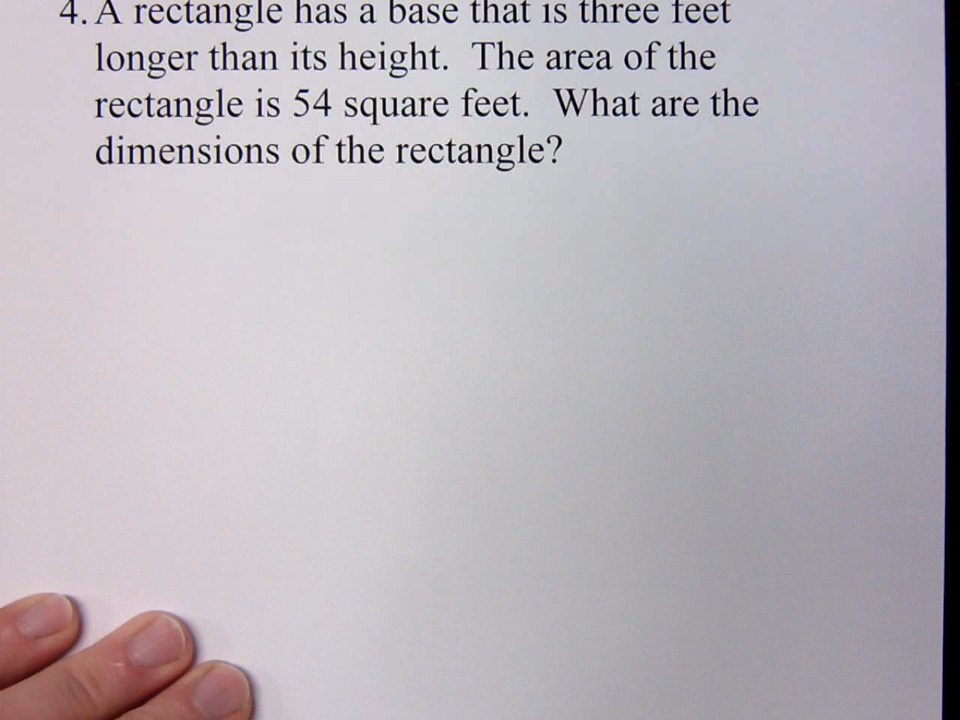 4. A rectangle has a base that is three feet
longer than its height. The area of the
rectangle is 54 square feet. What are the
dimensions of the rectangle?